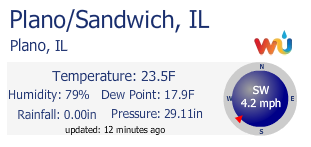 Plano/Sandwich, IL
Plano, IL
wu
Temperature: 23.5F
Humidity: 79% Dew Point: 17.9F
Rainfall: 0.00in Pressure: 29.11in
updated: 12 minutes ago
N
W E
SW
4.2 mph
S